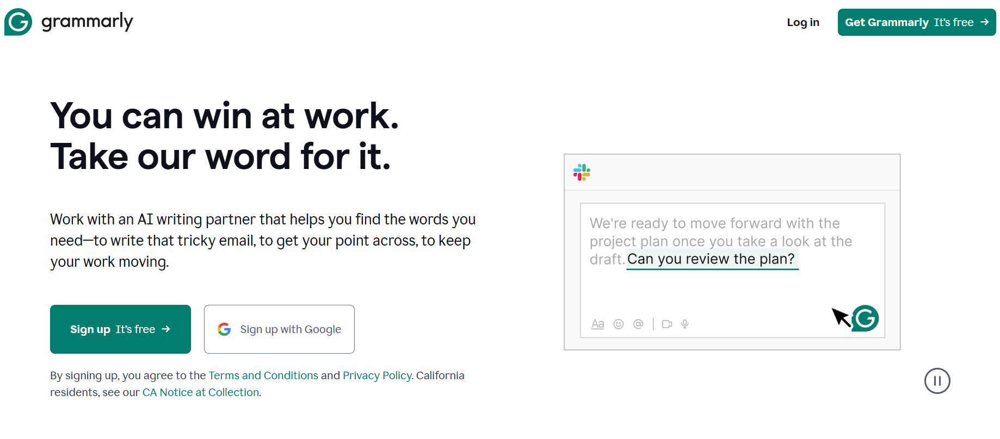 grammarly
Log in
Get Grammarly It's free →
You can win at work.
Take our word for it.
Work with an AI writing partner that helps you find the words you
need—to write that tricky email, to get your point across, to keep
your work moving.
Sign up It's free →
Sign up with Google
By signing up, you agree to the Terms and Conditions and Privacy Policy. California
residents, see our CA Notice at Collection.
We're ready to move forward with the
project plan once you take a look at the
draft. Can you review the plan?
Aa @